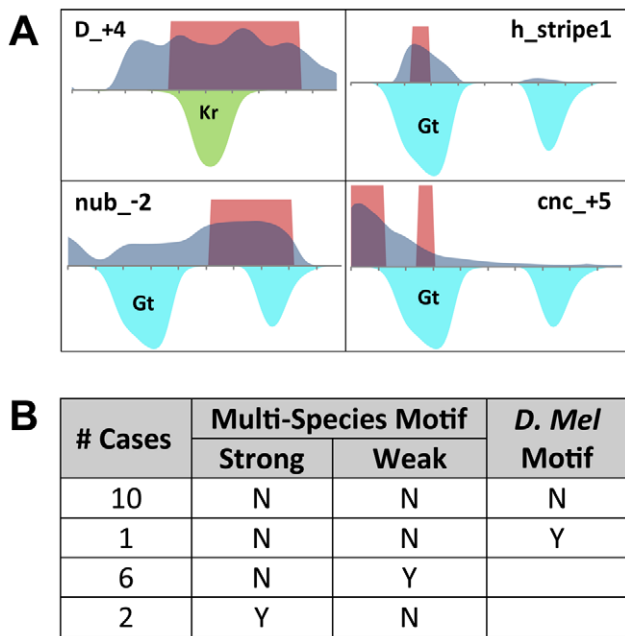 A
D_+4
h_stripe1
Kr
Gt
nub_-2
cnc_+5
Gt
Gt
B
# Cases Multi-Species Motif D. Mel Motif
Strong Weak
10 N N N
1 N N Y
6 N Y
2 Y N